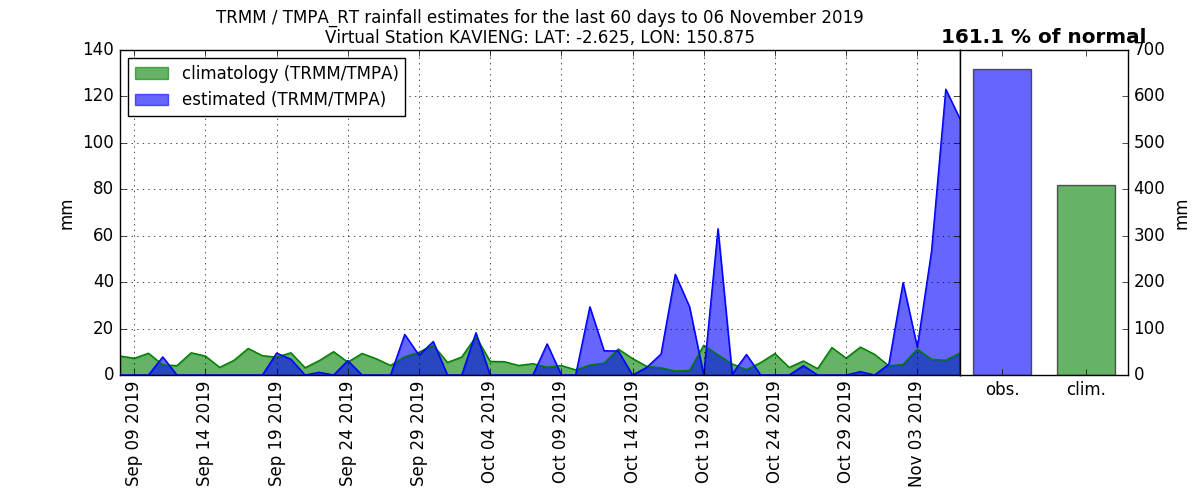 TRMM / TMPA_RT rainfall estimates for the last 60 days to 06 November 2019
Virtual Station KAVIENG: LAT: -2.625, LON: 150.875
161.1 % of normal
climatology (TRMM/TMPA)
estimated (TRMM/TMPA)
140
120
100
80
60
40
20
0
mm
Sep 09 2019
Sep 14 2019
Sep 19 2019
Sep 24 2019
Sep 29 2019
Oct 04 2019
Oct 09 2019
Oct 14 2019
Oct 19 2019
Oct 24 2019
Oct 29 2019
Nov 03 2019
700
600
500
400
300
200
100
0
mm
obs.
clim.